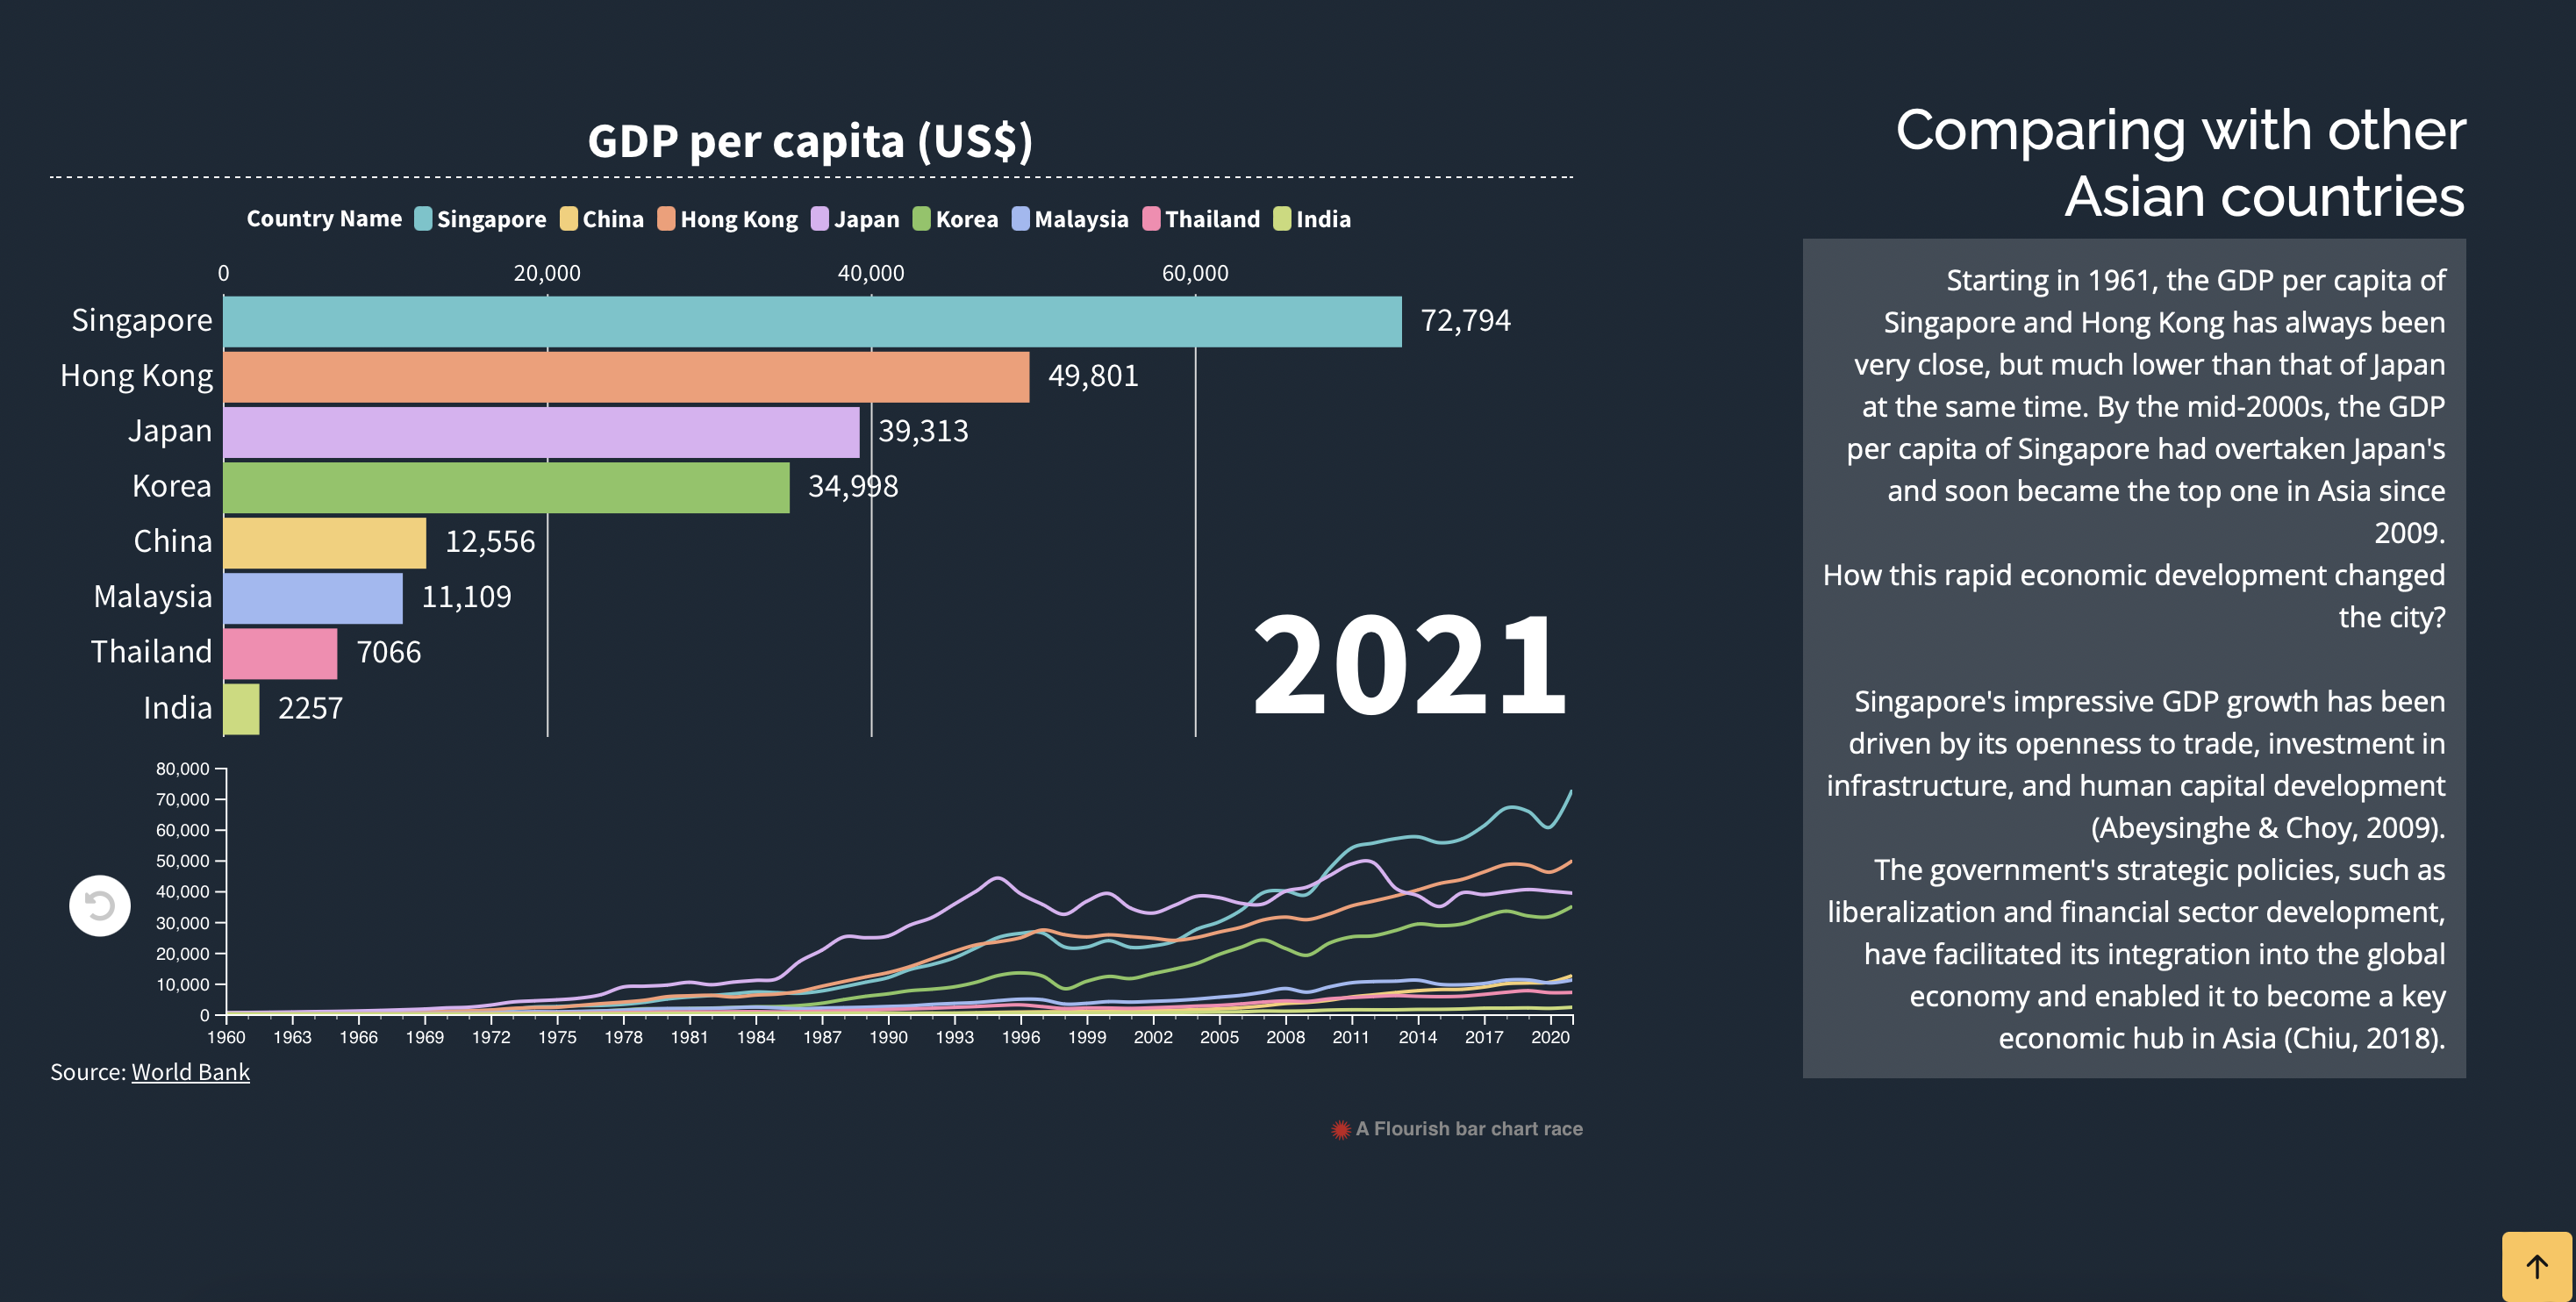 GDP per capita (US$)
Country Name Singapore China Hong Kong Japan Korea Malaysia Thailand India
0 20,000 40,000 60,000
Singapore 72,794
Hong Kong 49,801
Japan 39,313
Korea 34,998
China 12,556
Malaysia 11,109
Thailand 7066
India 2257
2021
80,000
70,000
60,000
50,000
40,000
30,000
20,000
10,000
0
1960 1963 1966 1969 1972 1975 1978 1981 1984 1987 1990 1993 1996 1999 2002 2005 2008 2011 2014 2017 2020
Source: World Bank
A Flourish bar chart race
Comparing with other
Asian countries
Starting in 1961, the GDP per capita of
Singapore and Hong Kong has always been
very close, but much lower than that of Japan
at the same time. By the mid-2000s, the GDP
per capita of Singapore had overtaken Japan's
and soon became the top one in Asia since
2009.
How this rapid economic development changed
the city?
Singapore's impressive GDP growth has been
driven by its openness to trade, investment in
infrastructure, and human capital development
(Abeysinghe & Choy, 2009).
The government's strategic policies, such as
liberalization and financial sector development,
have facilitated its integration into the global
economy and enabled it to become a key
economic hub in Asia (Chiu, 2018).